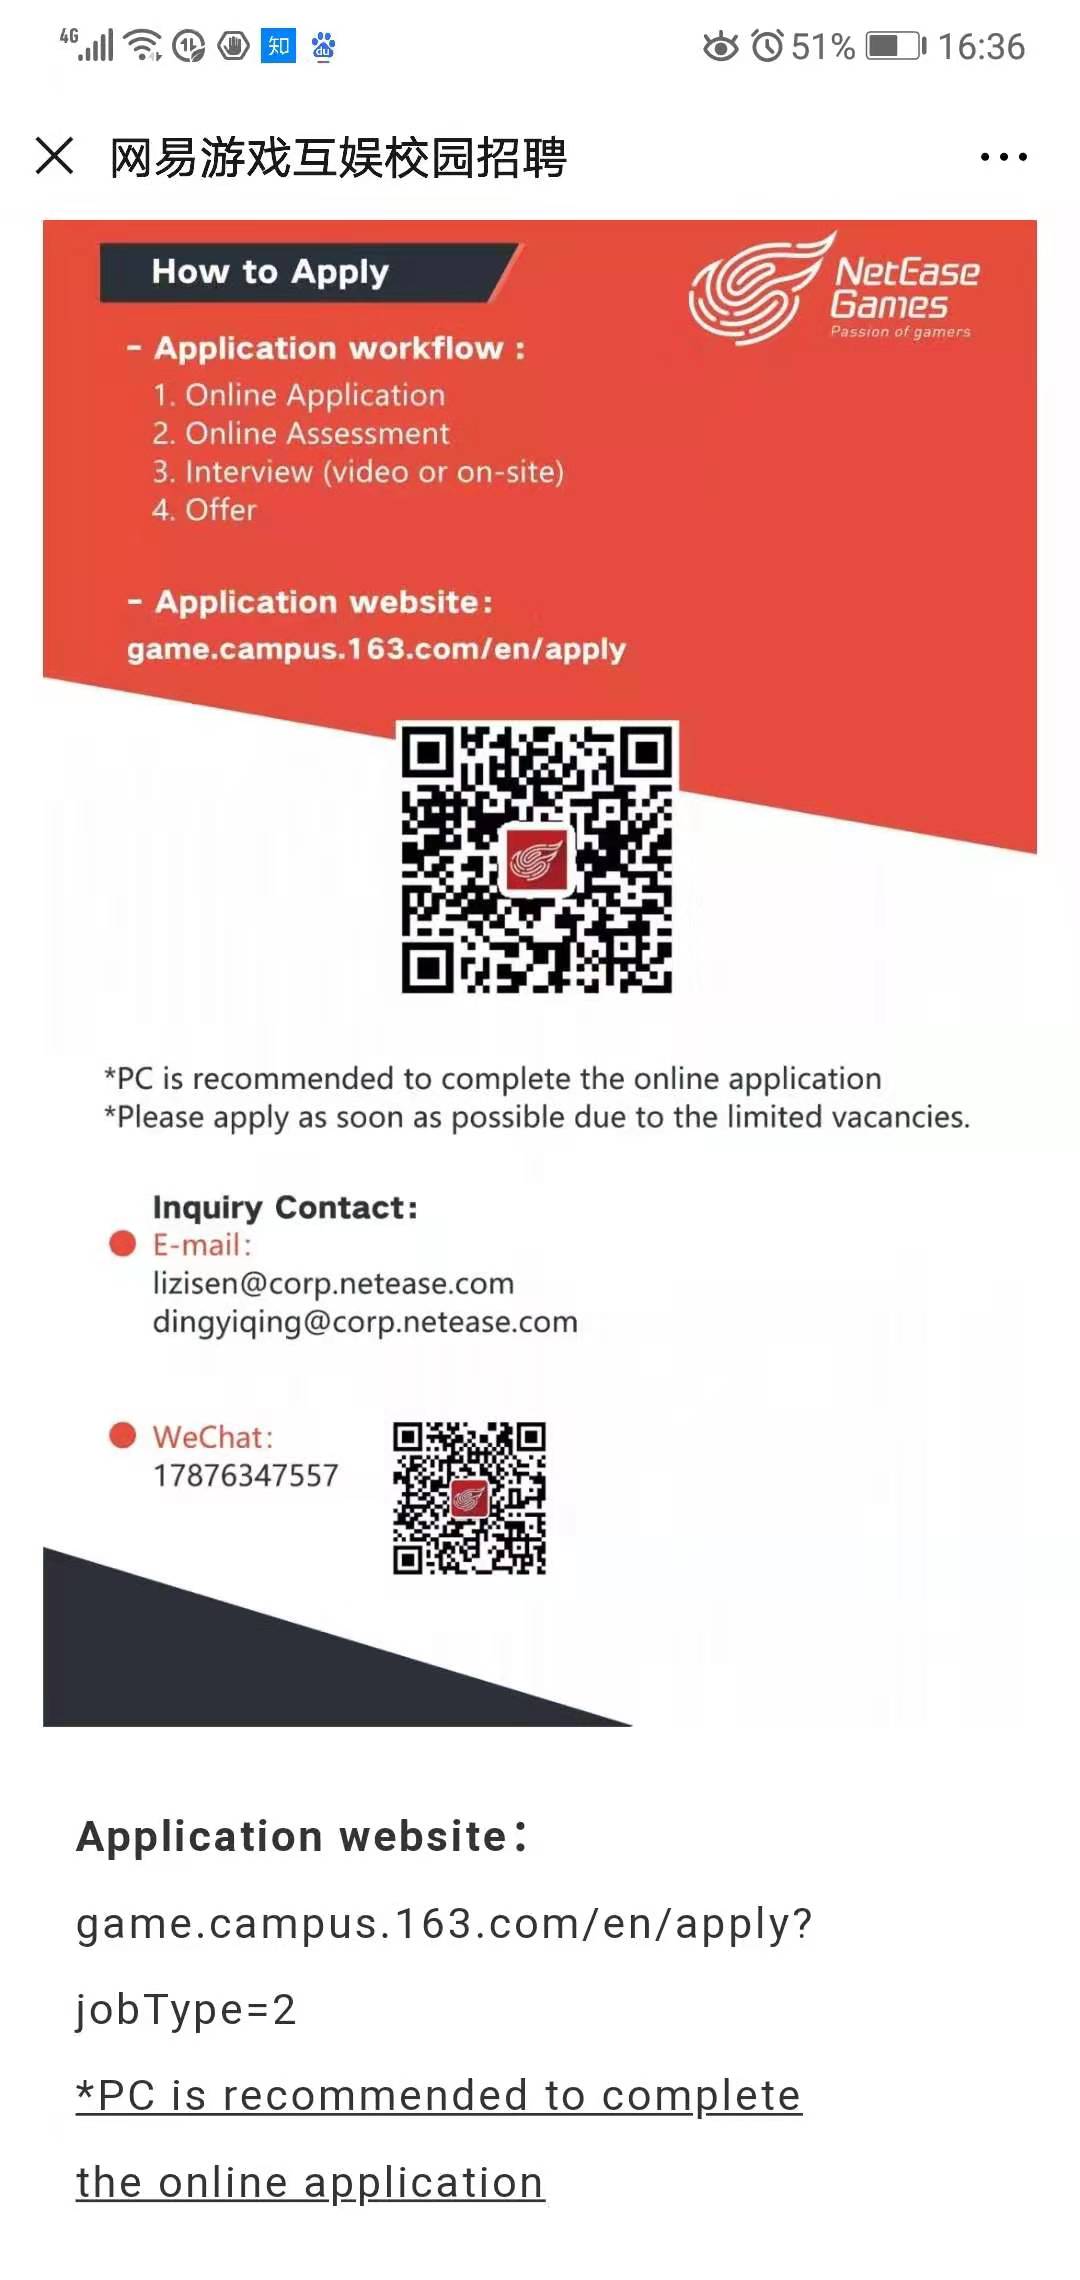 4G 知 du 51% 16:36
网易游戏互娱校园招聘
How to Apply
NetEase
Games
Passion of gamers
- Application workflow :
1. Online Application
2. Online Assessment
3. Interview (video or on-site)
4. Offer
- Application website:
game.campus.163.com/en/apply
*PC is recommended to complete the online application
*Please apply as soon as possible due to the limited vacancies.
Inquiry Contact:
E-mail:
lizisen@corp.netease.com
dingyiqing@corp.netease.com
WeChat:
17876347557
Application website：
game.campus.163.com/en/apply?
jobType=2
*PC is recommended to complete
the online application